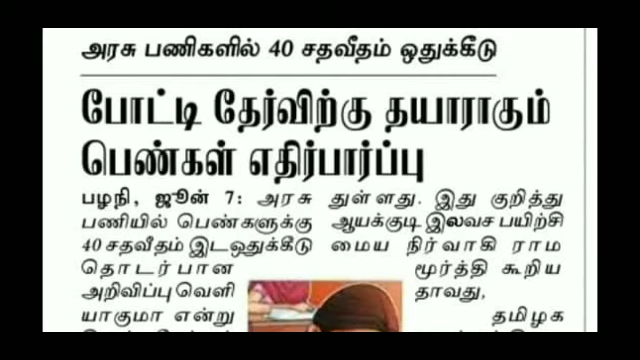 அரசு பணிகளில் 40 சதவீதம் ஒதுக்கீடு
போட்டி தேர்விற்கு தயாராகும்
பெண்கள் எதிர்பார்ப்பு
பழநி, ஜூன் 7: அரசு
பணியில் பெண்களுக்கு
40 சதவீதம் இடஒதுக்கீடு
தொடர்பான
அறிவிப்பு வெளி
யாகுமா என்று
துள்ளது. இது குறித்து
ஆயக்குடி இலவச பயிற்சி
மைய நிர்வாகி ராம
மூர்த்தி கூறிய
தாவது,
தமிழக